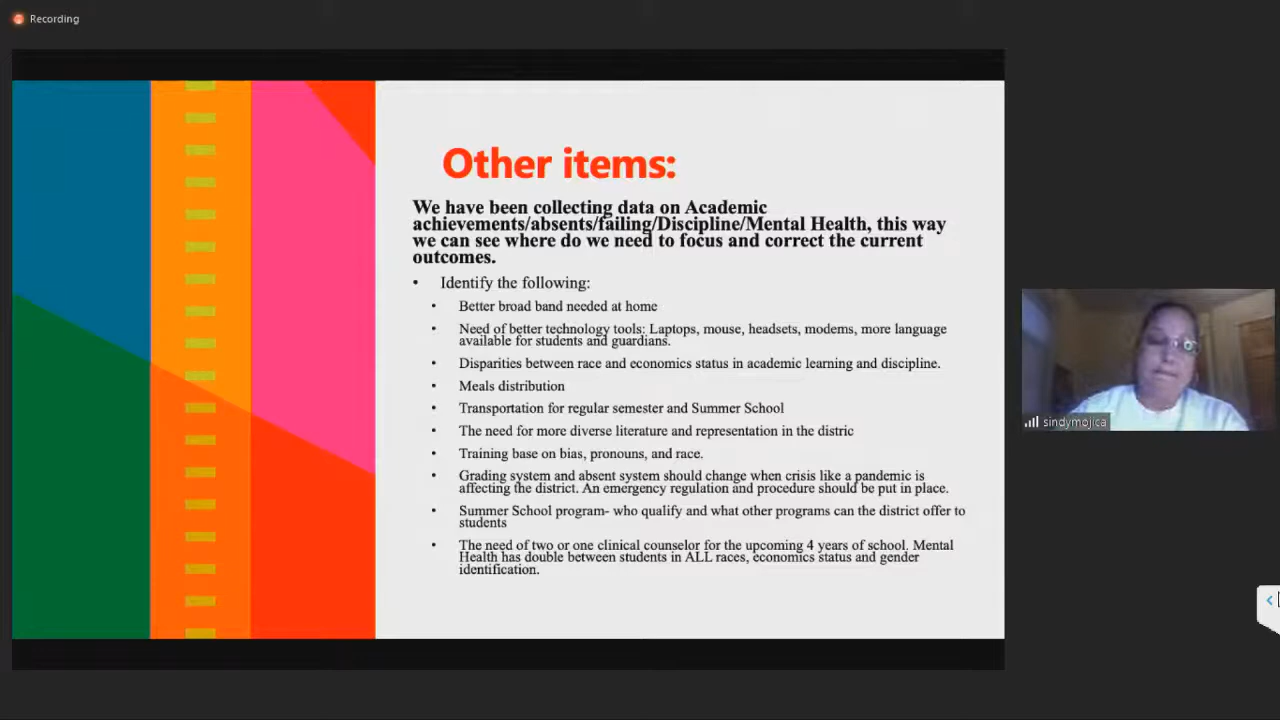 Recording
Other items:
We have been collecting data on Academic
achievements/absents/failing/Discipline/Mental Health, this way
we can see where do we need to focus and correct the current
outcomes.
• Identify the following:
• Better broad band needed at home
• Need of better technology tools: Laptops, mouse, headsets, modems, more language
available for students and guardians.
• Disparities between race and economics status in academic learning and discipline.
• Meals distribution
• Transportation for regular semester and Summer School
• The need for more diverse literature and representation in the distric
• Training base on bias, pronouns, and race.
• Grading system and absent system should change when crisis like a pandemic is
affecting the district. An emergency regulation and procedure should be put in place.
• Summer School program- who qualify and what other programs can the district offer to
students
• The need of two or one clinical counselor for the upcoming 4 years of school. Mental
Health has double between students in ALL races, economics status and gender
identification.
sindymojica